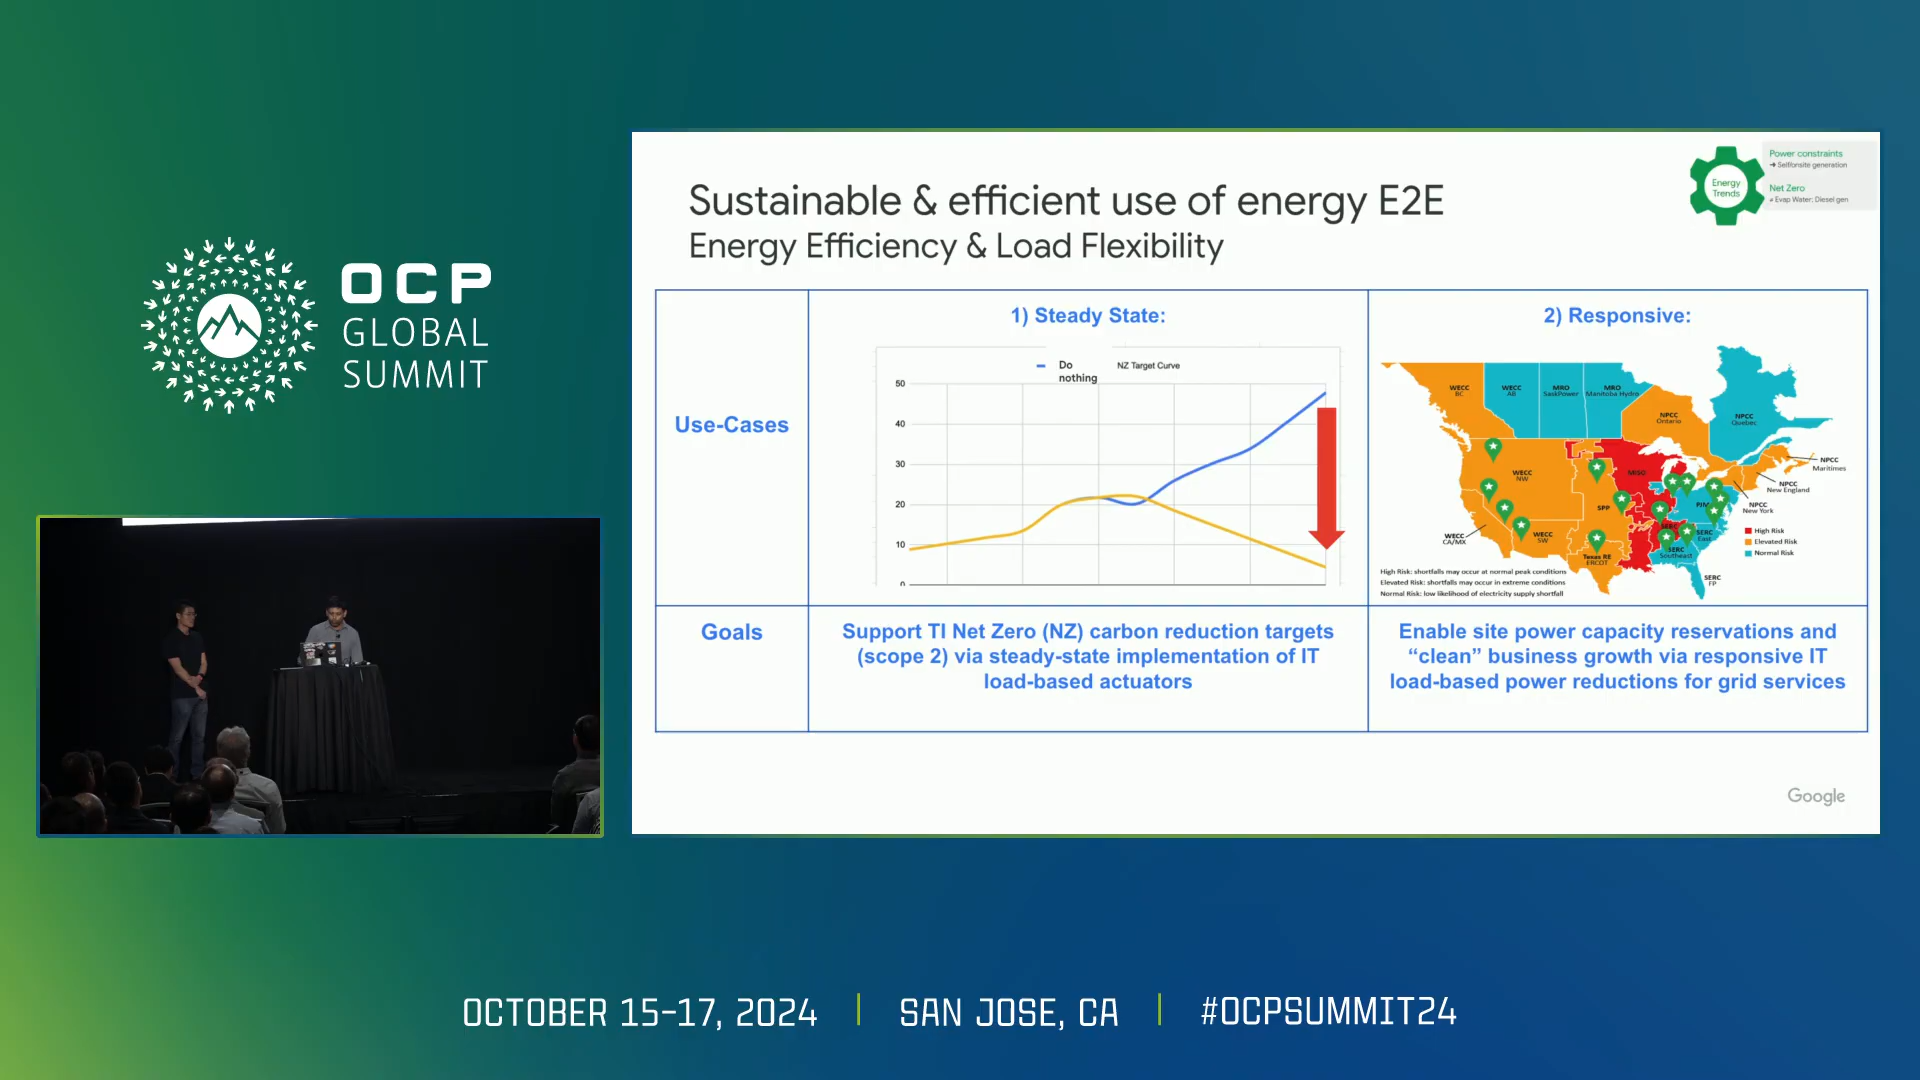 OCP
GLOBAL
SUMMIT
Sustainable & efficient use of energy E2E
Energy Efficiency & Load Flexibility
Energy
Trends
Power constraints
➔ Self/onsite generation
Net Zero
Evap Water; Diesel gen
1) Steady State:
2) Responsive:
Use-Cases
Do
nothing
NZ Target Curve
50
40
30
20
10
0
WECC
BC
WECC
AB
MRO
SaskPower
MRO
Manitoba Hydro
NPCC
Ontario
NPCC
Quebec
NPCC
Maritimes
NPCC
New England
NPCC
New York
WECC
NW
MISO
SPP
PJM
WECC
CA/MX
WECC
SW
SERC
East
SERC
Southeast
Texas RE
ERCOT
SERC
FP
High Risk
Elevated Risk
Normal Risk
High Risk: shortfalls may occur at normal peak conditions
Elevated Risk: shortfalls may occur in extreme conditions
Normal Risk: low likelihood of electricity supply shortfall
Goals
Support TI Net Zero (NZ) carbon reduction targets
(scope 2) via steady-state implementation of IT
load-based actuators
Enable site power capacity reservations and
“clean” business growth via responsive IT
load-based power reductions for grid services
Google
OCTOBER 15-17, 2024 | SAN JOSE, CA | #OCPSUMMIT24